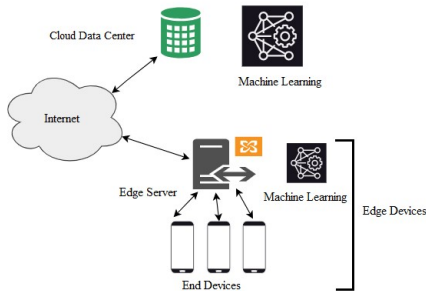 Cloud Data Center
Machine Learning
Internet
Edge Server
Machine Learning
Edge Devices
End Devices